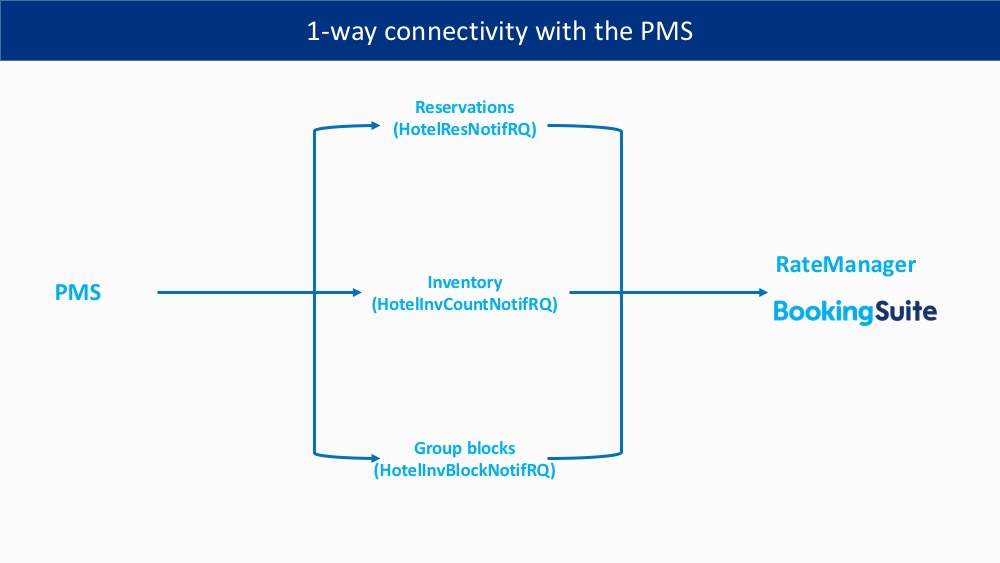 1-way connectivity with the PMS
Reservations
(HotelResNotifRQ)
PMS
Inventory
(HotelInvCountNotifRQ)
RateManager
BookingSuite
Group blocks
(HotelInvBlockNotifRQ)